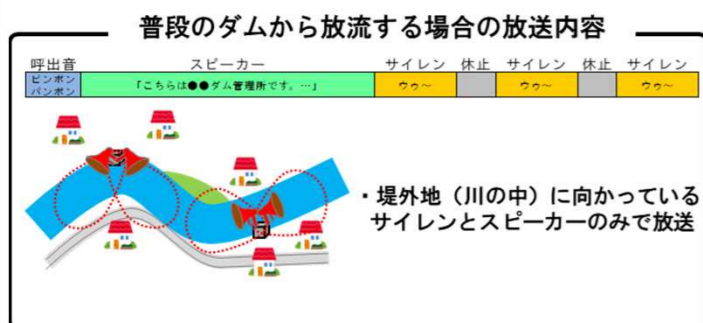 普段のダムから放流する場合の放送内容
呼出音 スピーカー サイレン 休止 サイレン 休止 サイレン
ピンポン
パンポン
「こちらは●●ダム管理所です。…」 ウゥ～ ウゥ～ ウゥ～
・堤外地（川の中）に向かっている
サイレンとスピーカーのみで放送